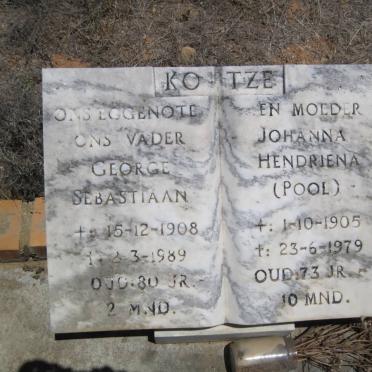 KOTZE
ONS EGGENOTE
ONS VADER
GEORGE
SEBASTIAAN
: 15-12-1908
: 2-3-1989
OUD: 80 JR.
2 MND.
EN MOEDER
JOHANNA
HENDRIENA
(POOL)
: 1-10-1905
: 23-6-1979
OUD: 73 JR.
10 MND.